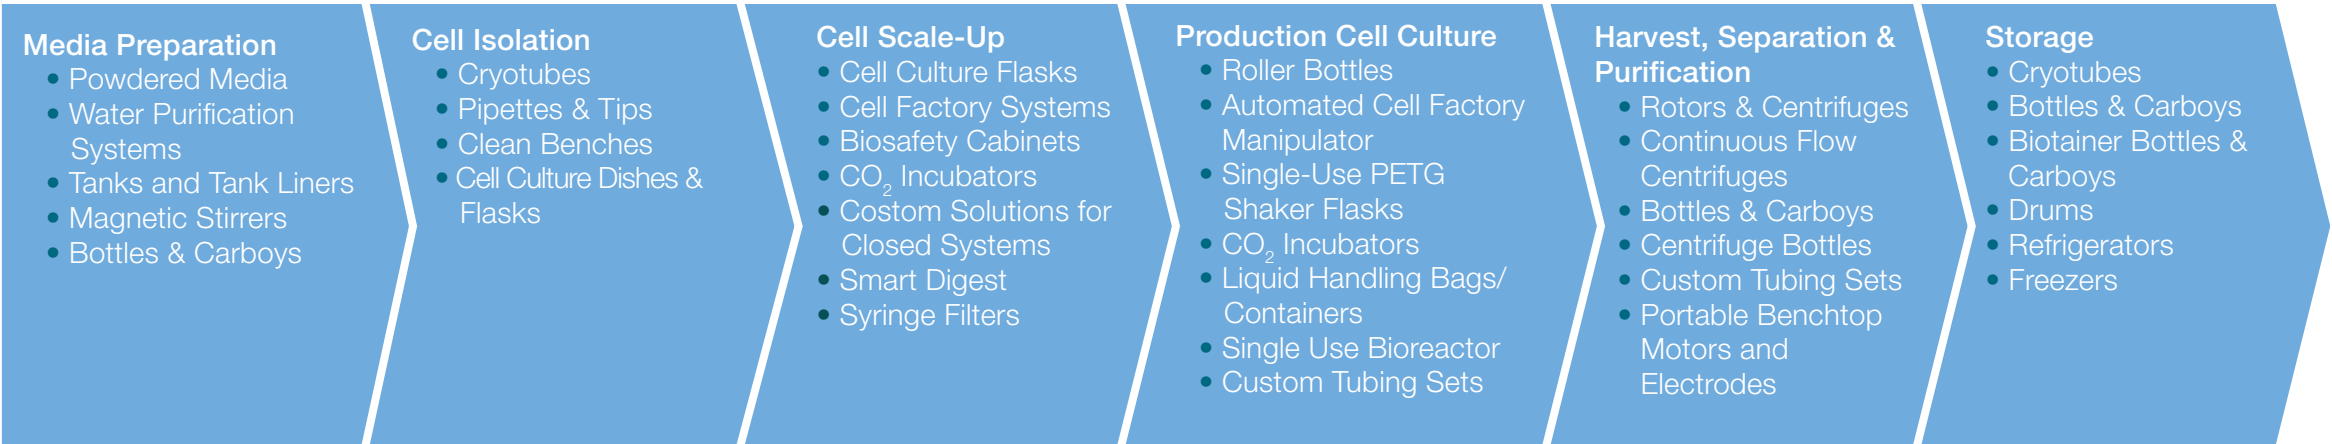 Media Preparation
• Powdered Media
• Water Purification
Systems
• Tanks and Tank Liners
• Magnetic Stirrers
• Bottles & Carboys
Cell Isolation
• Cryotubes
• Pipettes & Tips
• Clean Benches
• Cell Culture Dishes &
Flasks
Cell Scale-Up
• Cell Culture Flasks
• Cell Factory Systems
• Biosafety Cabinets
• CO₂ Incubators
• Costom Solutions for
Closed Systems
• Smart Digest
• Syringe Filters
Production Cell Culture
• Roller Bottles
• Automated Cell Factory
Manipulator
• Single-Use PETG
Shaker Flasks
• CO₂ Incubators
• Liquid Handling Bags/
Containers
• Single Use Bioreactor
• Custom Tubing Sets
Harvest, Separation &
Purification
• Rotors & Centrifuges
• Continuous Flow
Centrifuges
• Bottles & Carboys
• Centrifuge Bottles
• Custom Tubing Sets
• Portable Benchtop
Motors and
Electrodes
Storage
• Cryotubes
• Bottles & Carboys
• Biotainer Bottles &
Carboys
• Drums
• Refrigerators
• Freezers